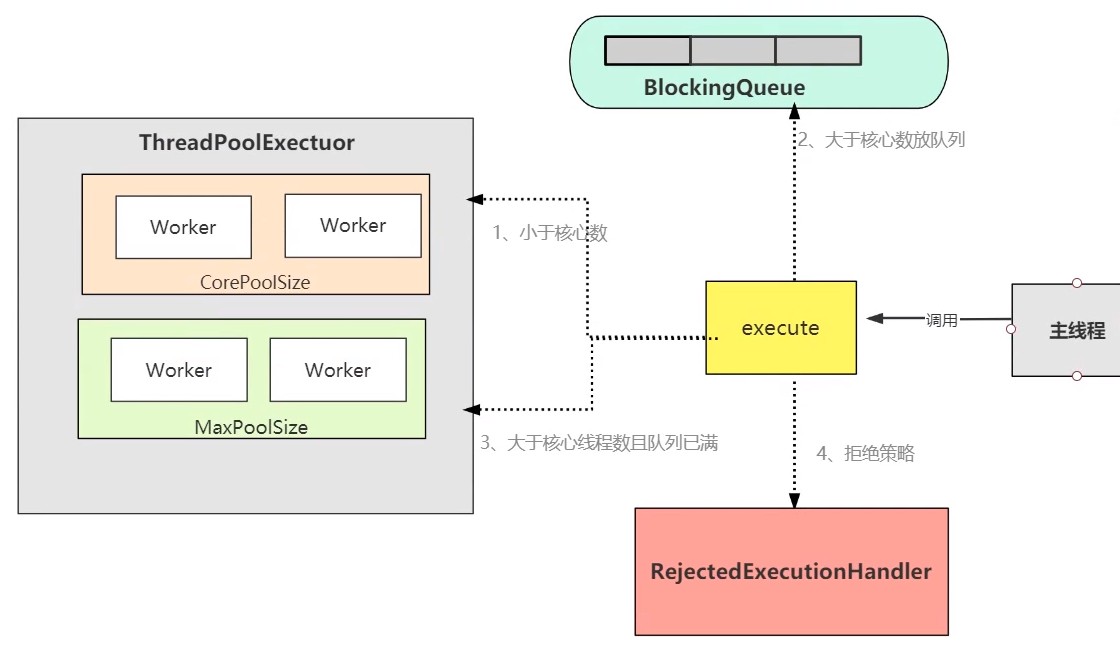 BlockingQueue
2、大于核心数放队列
ThreadPoolExectuor
Worker
Worker
CorePoolSize
1、小于核心数
execute
调用
主线程
Worker
Worker
MaxPoolSize
3、大于核心线程数且队列已满
4、拒绝策略
RejectedExecutionHandler